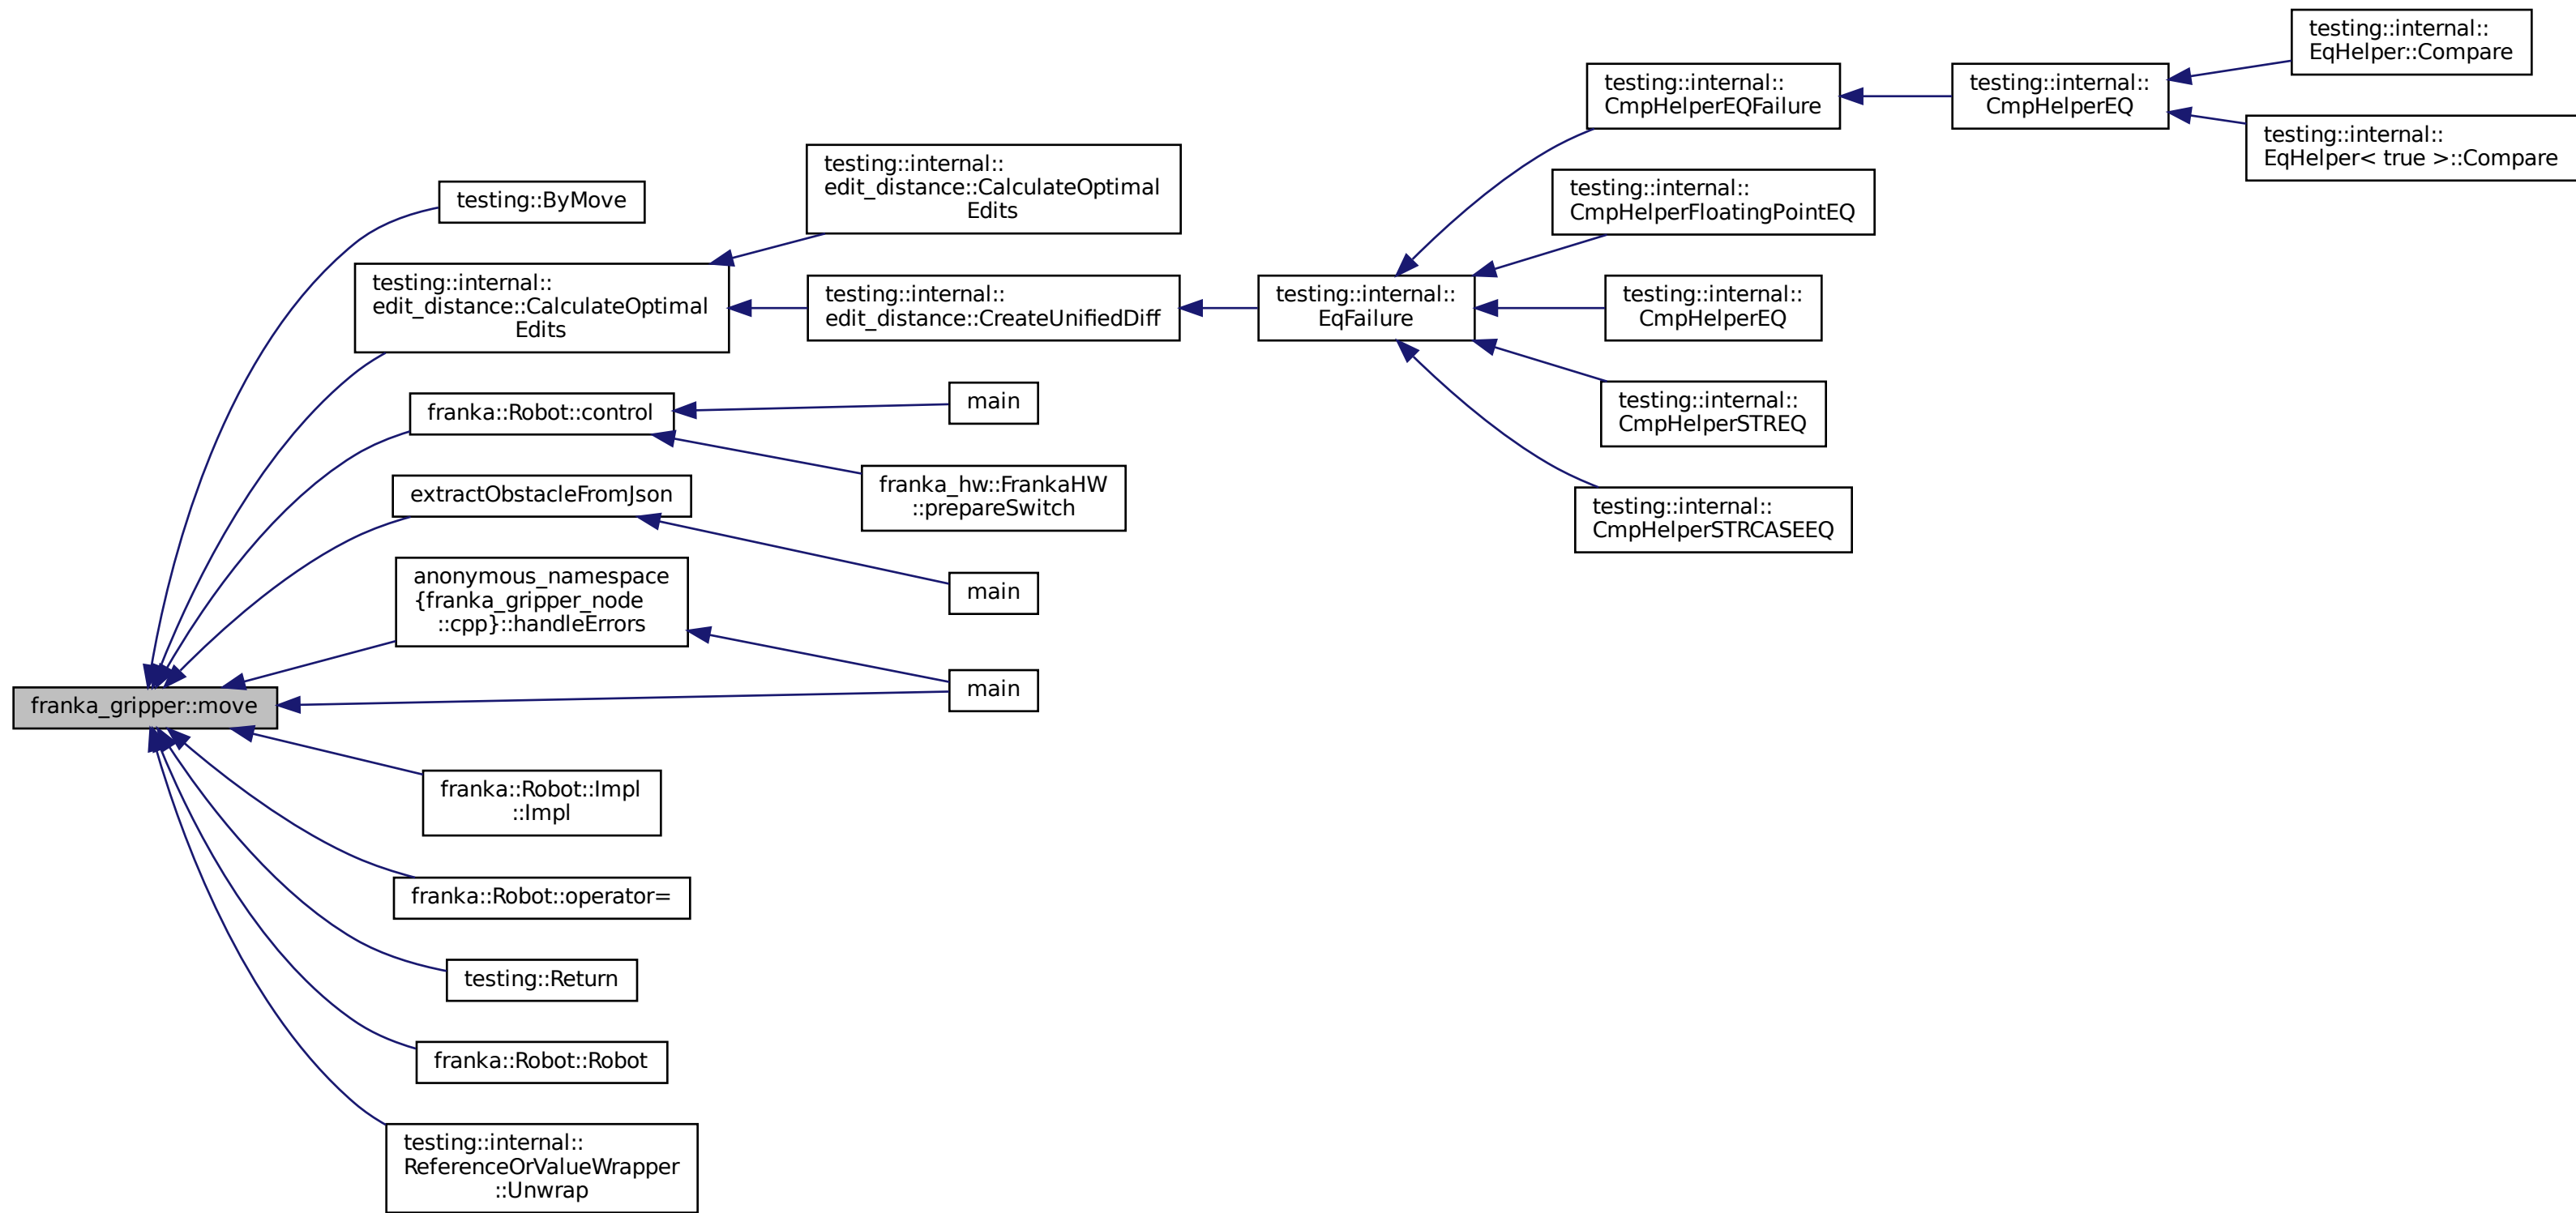 testing::internal::
EqHelper::Compare
testing::internal::
CmpHelperEQFailure
testing::internal::
CmpHelperEQ
testing::internal::
EqHelper< true >::Compare
testing::internal::
edit_distance::CalculateOptimal
Edits
testing::ByMove
testing::internal::
CmpHelperFloatingPointEQ
testing::internal::
edit_distance::CalculateOptimal
Edits
testing::internal::
edit_distance::CreateUnifiedDiff
testing::internal::
EqFailure
testing::internal::
CmpHelperEQ
franka::Robot::control
main
testing::internal::
CmpHelperSTREQ
extractObstacleFromJson
franka_hw::FrankaHW
::prepareSwitch
testing::internal::
CmpHelperSTRCASEEQ
anonymous_namespace
{franka_gripper_node
::cpp}::handleErrors
main
franka_gripper::move
main
franka::Robot::Impl
::Impl
franka::Robot::operator=
testing::Return
franka::Robot::Robot
testing::internal::
ReferenceOrValueWrapper
::Unwrap